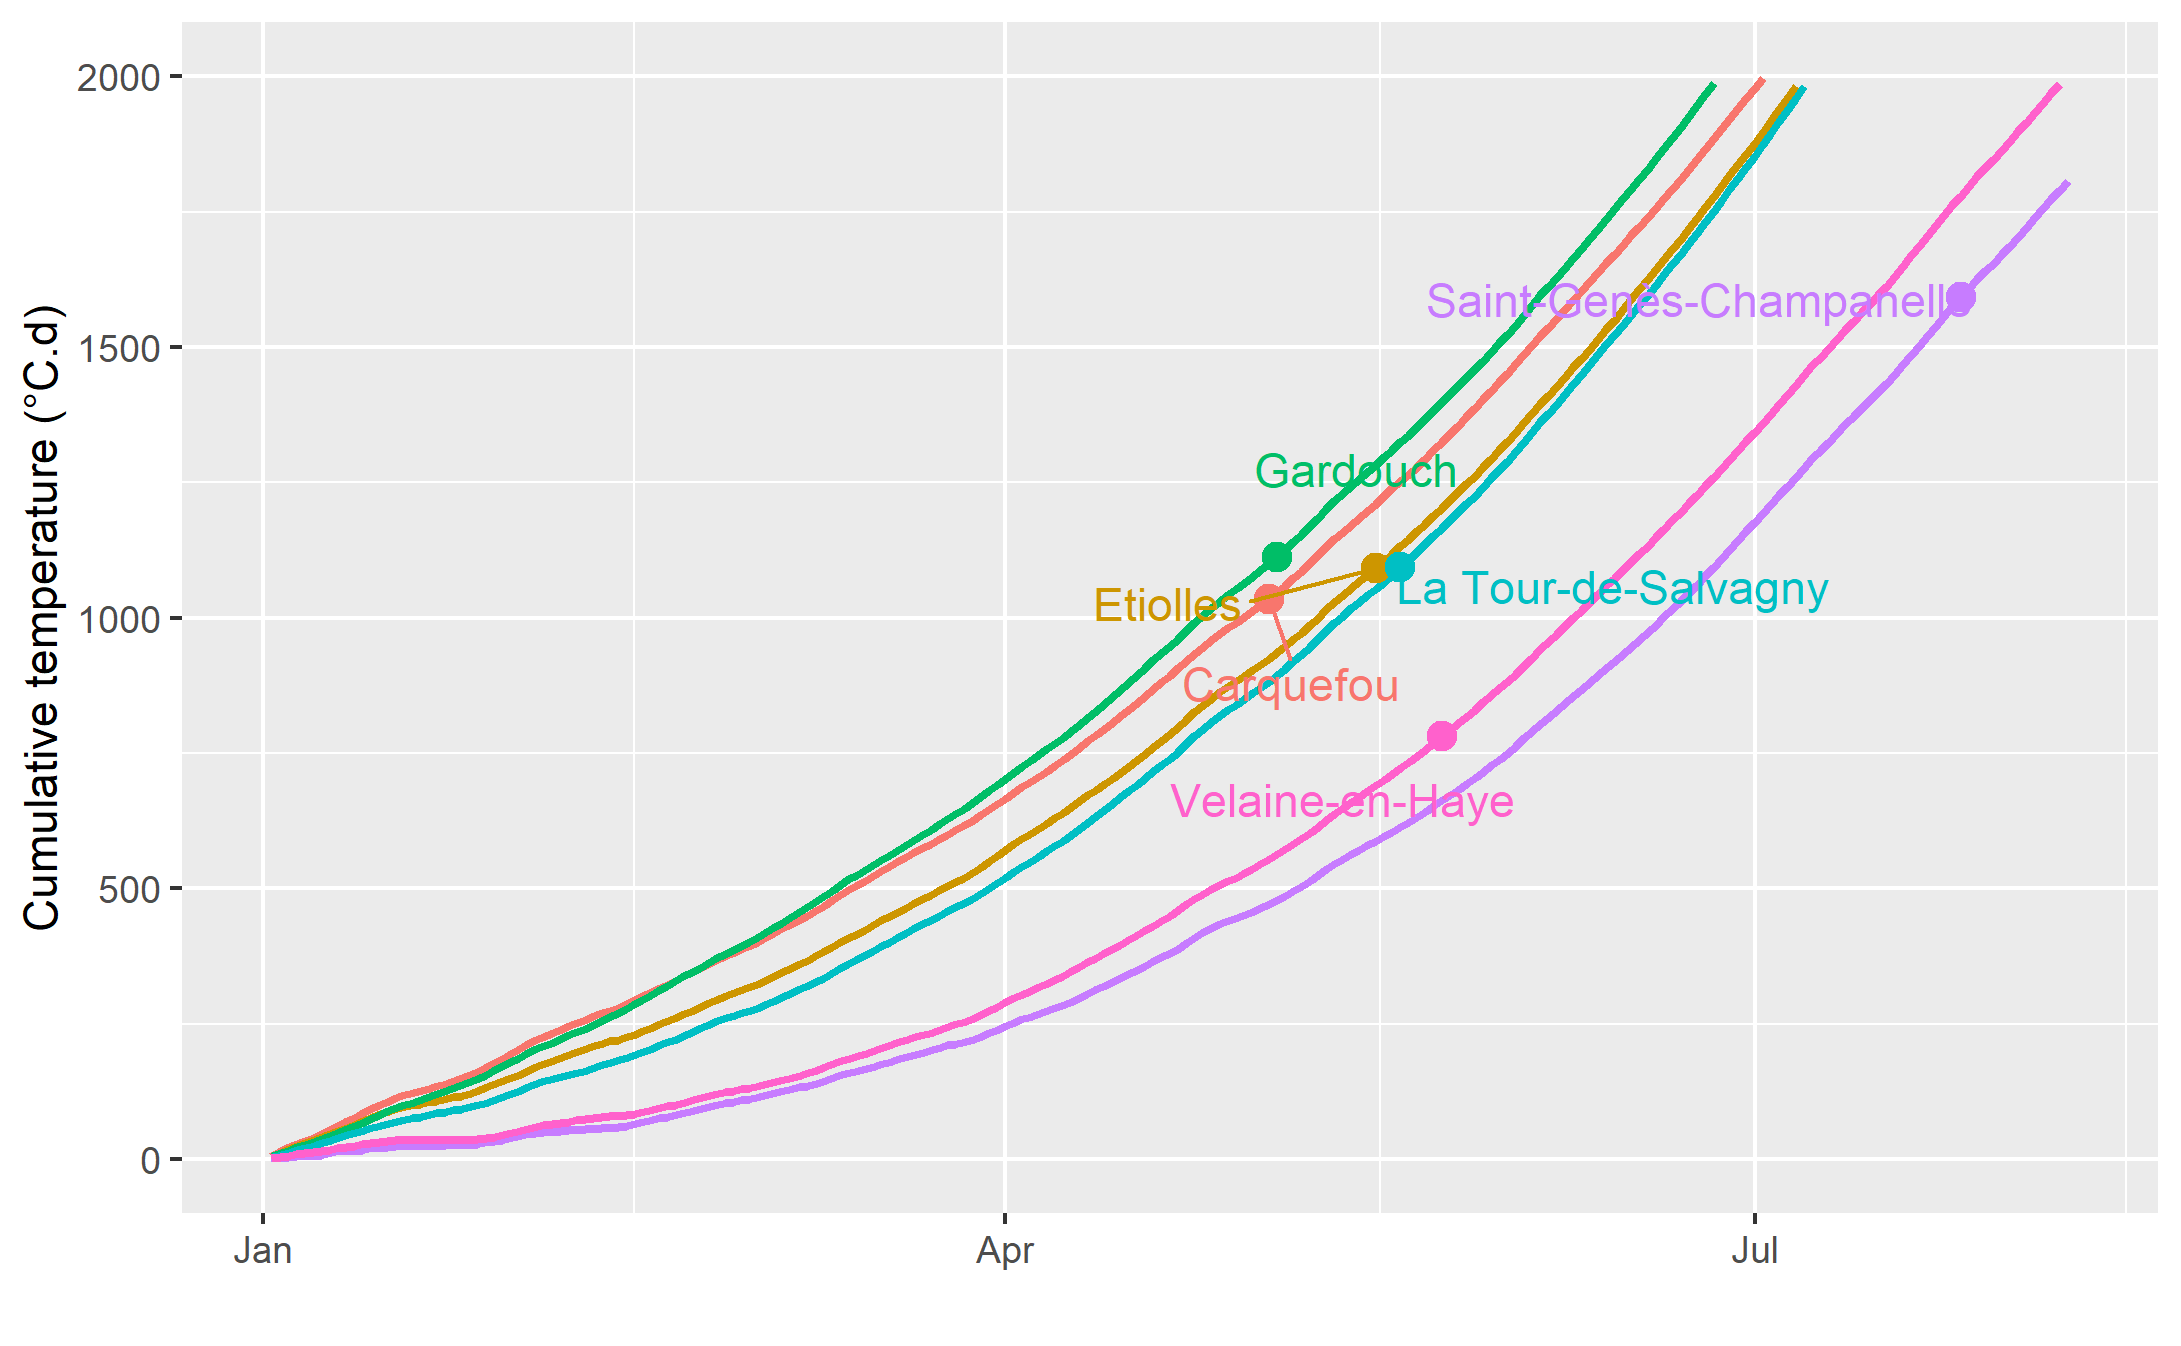 Cumulative temperature (°C.d)
2000
1500
1000
500
0
Saint-Genès-Champanelle
Gardouch
La Tour-de-Salvagny
Etiolles
Carquefou
Velaine-en-Haye
Jan
Apr
Jul